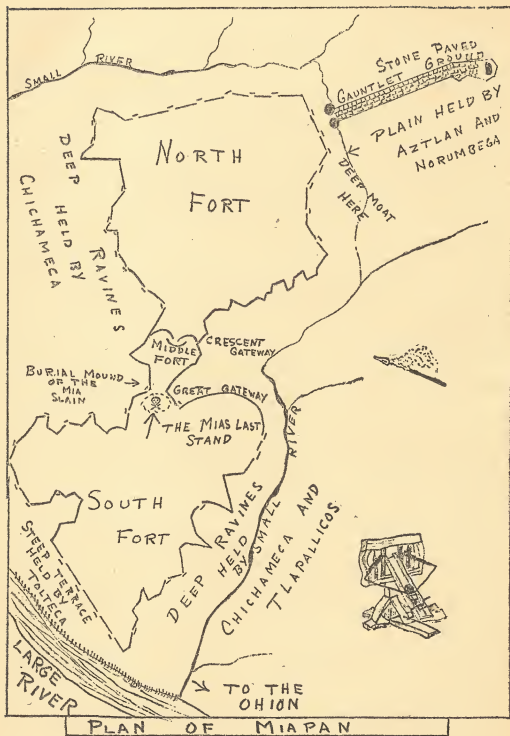 SMALL RIVER
STONE PAVED
GAUNTLET GROUND
PLAIN HELD BY
AZTLAN AND
NORUMBEGA
DEEP MOAT
HERE
NORTH
FORT
DEEP RAVINES
HELD BY
CHICHAMECA
MIDDLE
FORT
CRESCENT
GATEWAY
BURIAL MOUND
OF THE
MIA
SLAIN
GREAT GATEWAY
THE MIAS LAST
STAND
RIVER
SOUTH
FORT
DEEP RAVINES
HELD
BY SMALL
CHICHAMECA AND
TLAPALLICOS
STEEP TERRACE
HELD BY
TOLTECA
LARGE
RIVER
TO THE
OHION
PLAN OF MIAPAN